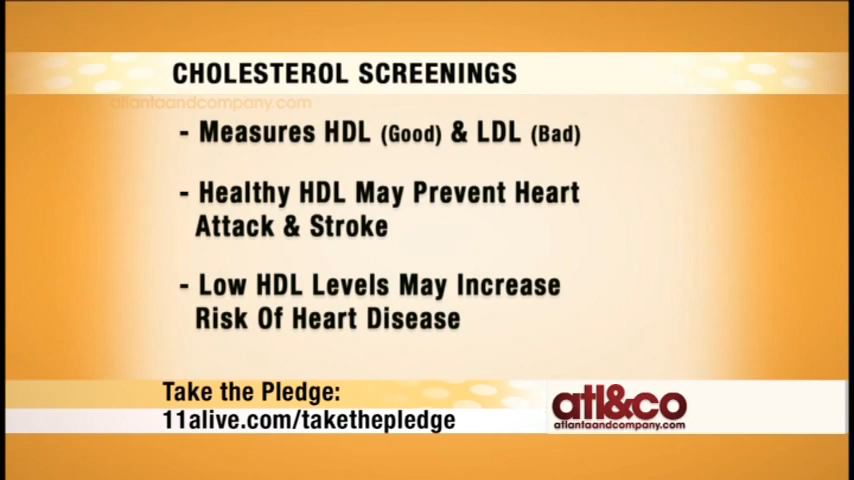 CHOLESTEROL SCREENINGS
atlantaandcompany.com
- Measures HDL (Good) & LDL (Bad)
- Healthy HDL May Prevent Heart
Attack & Stroke
- Low HDL Levels May Increase
Risk Of Heart Disease
Take the Pledge:
11alive.com/takethepledge
atl&co
atlantaandcompany.com